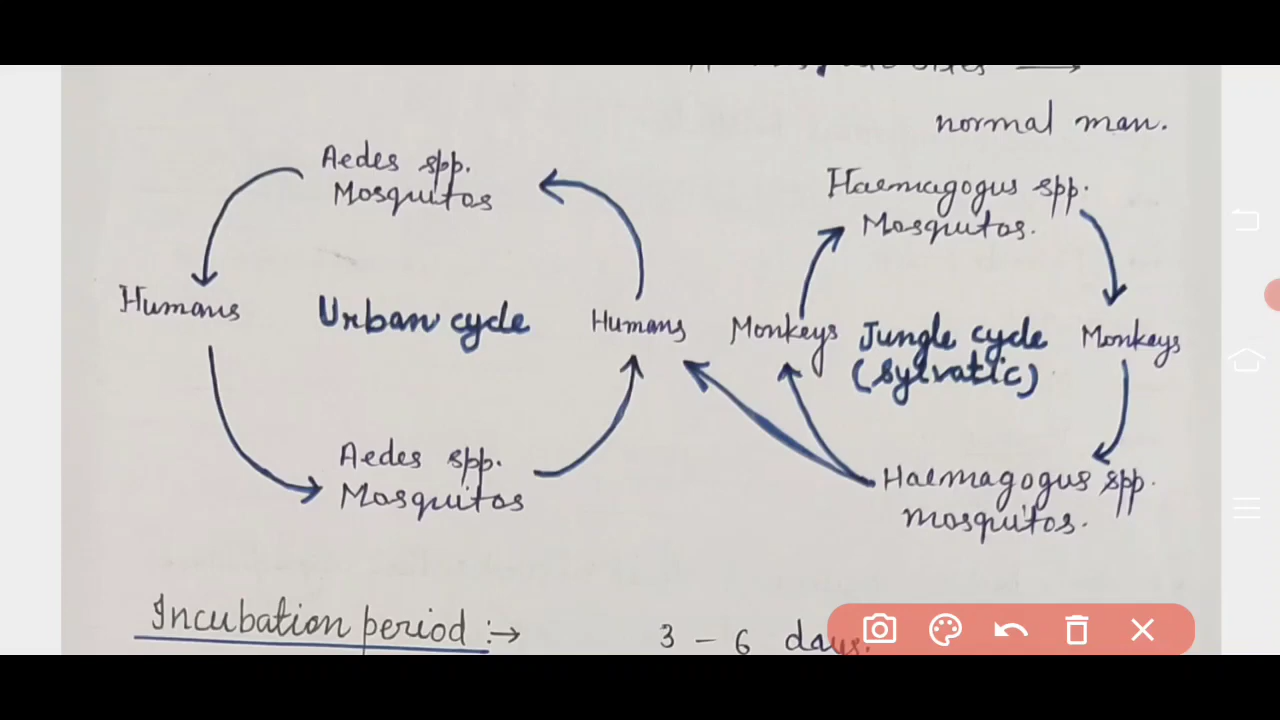 normal man.
Aedes spp.
Mosquitos
Haemagogus spp.
Mosquitos.
Humans
Urban cycle
Humans
Monkeys
Jungle cycle
(Sylvatic)
Monkeys
Aedes spp.
Mosquitos
Haemagogus spp.
mosquitos.
Incubation period :→ 3 - 6 days.